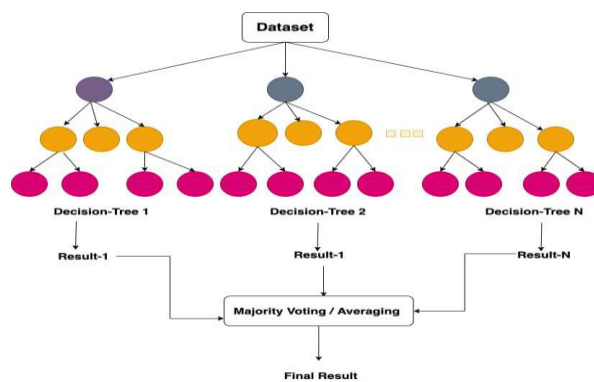 Dataset
Decision-Tree 1
Decision-Tree 2
Decision-Tree N
Result-1
Result-1
Result-N
Majority Voting / Averaging
Final Result